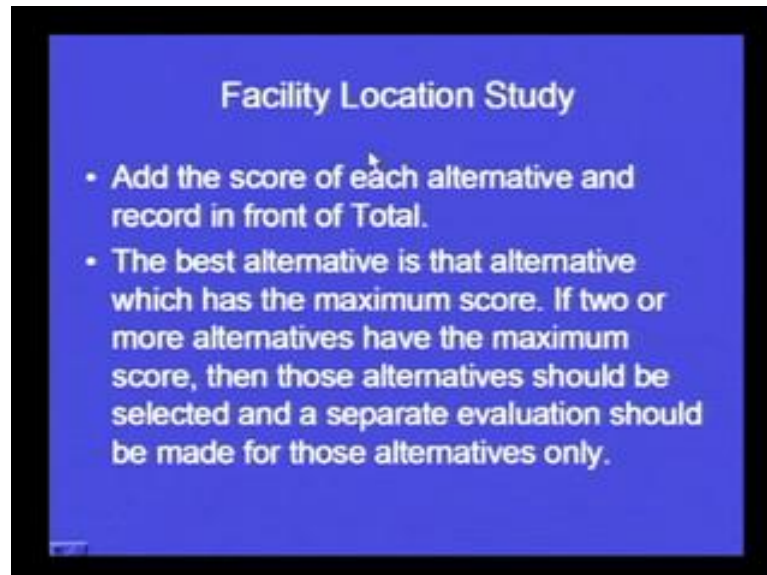 Facility Location Study
• Add the score of each alternative and
record in front of Total.
• The best alternative is that alternative
which has the maximum score. If two or
more alternatives have the maximum
score, then those alternatives should be
selected and a separate evaluation should
be made for those alternatives only.